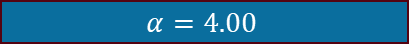 α = 4.00